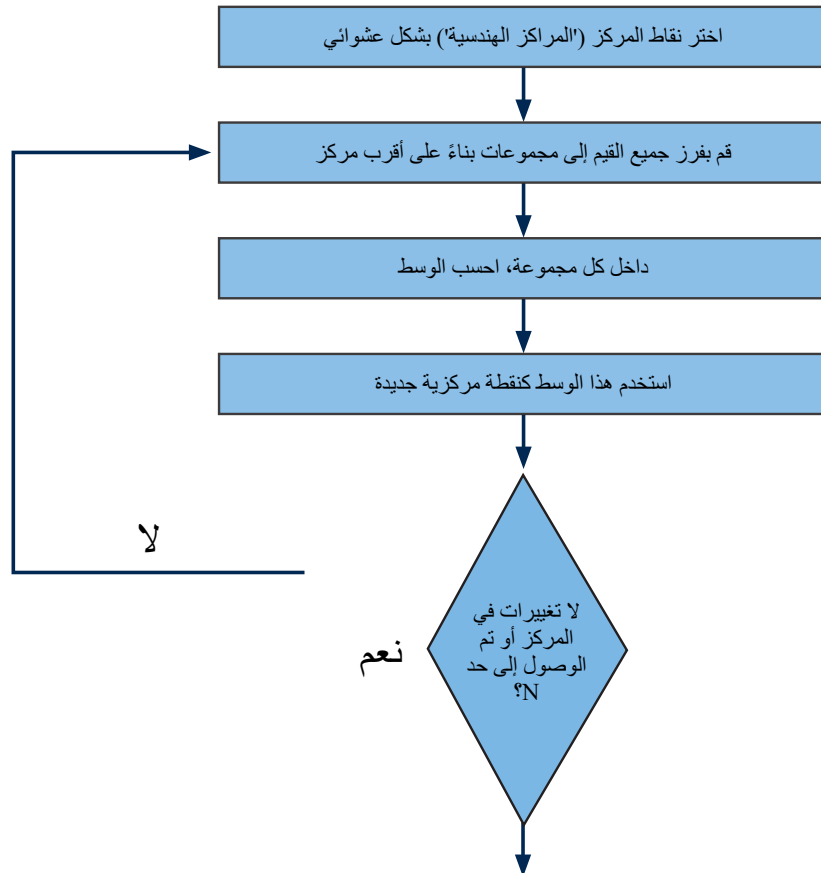 اختر نقاط المركز ('المراكز الهندسية') بشكل عشوائي
قم بفرز جميع القيم إلى مجموعات بناءً على أقرب مركز
داخل كل مجموعة، احسب الوسط
استخدم هذا الوسط كنقطة مركزية جديدة
لا
لا تغييرات في
المركز أو تم
الوصول إلى حد
N؟
نعم